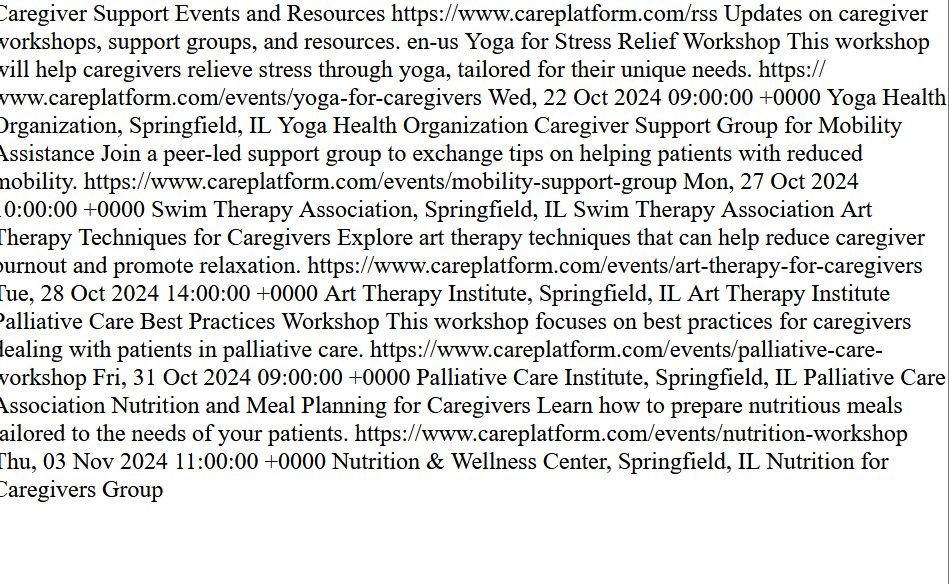 Caregiver Support Events and Resources https://www.careplatform.com/rss Updates on caregiver
workshops, support groups, and resources. en-us Yoga for Stress Relief Workshop This workshop
will help caregivers relieve stress through yoga, tailored for their unique needs. https://
www.careplatform.com/events/yoga-for-caregivers Wed, 22 Oct 2024 09:00:00 +0000 Yoga Health
Organization, Springfield, IL Yoga Health Organization Caregiver Support Group for Mobility
Assistance Join a peer-led support group to exchange tips on helping patients with reduced
mobility. https://www.careplatform.com/events/mobility-support-group Mon, 27 Oct 2024
10:00:00 +0000 Swim Therapy Association, Springfield, IL Swim Therapy Association Art
Therapy Techniques for Caregivers Explore art therapy techniques that can help reduce caregiver
burnout and promote relaxation. https://www.careplatform.com/events/art-therapy-for-caregivers
Tue, 28 Oct 2024 14:00:00 +0000 Art Therapy Institute, Springfield, IL Art Therapy Institute
Palliative Care Best Practices Workshop This workshop focuses on best practices for caregivers
dealing with patients in palliative care. https://www.careplatform.com/events/palliative-care-
workshop Fri, 31 Oct 2024 09:00:00 +0000 Palliative Care Institute, Springfield, IL Palliative Care
Association Nutrition and Meal Planning for Caregivers Learn how to prepare nutritious meals
tailored to the needs of your patients. https://www.careplatform.com/events/nutrition-workshop
Thu, 03 Nov 2024 11:00:00 +0000 Nutrition & Wellness Center, Springfield, IL Nutrition for
Caregivers Group